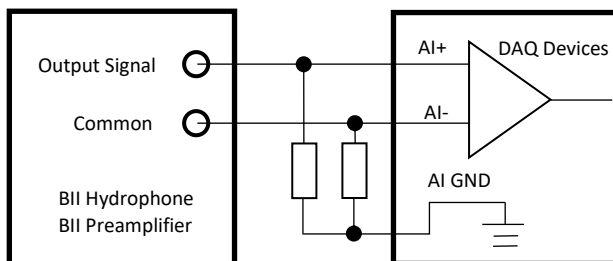 AI+
DAQ Devices
Output Signal
Common
AI-
AI GND
BII Hydrophone
BII Preamplifier